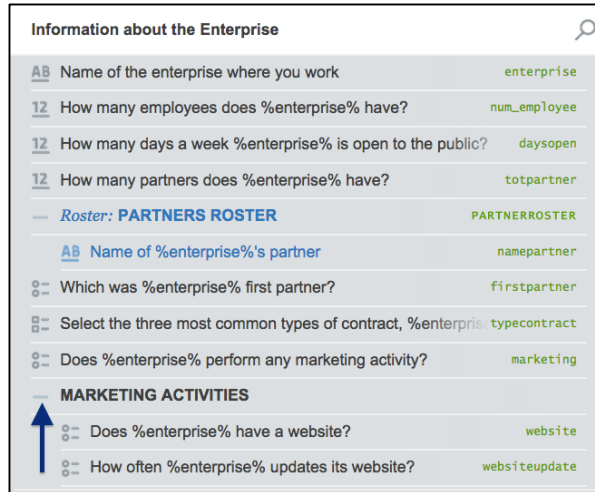 Information about the Enterprise
AB Name of the enterprise where you work enterprise
12 How many employees does %enterprise% have? num_employee
12 How many days a week %enterprise% is open to the public? daysopen
12 How many partners does %enterprise% have? totpartner
Roster: PARTNERS ROSTER PARTNERROSTER
AB Name of %enterprise%'s partner namepartner
Which was %enterprise% first partner? firstpartner
Select the three most common types of contract, %enterpris typecontract
Does %enterprise% perform any marketing activity? marketing
MARKETING ACTIVITIES
Does %enterprise% have a website? website
How often %enterprise% updates its website? websiteupdate